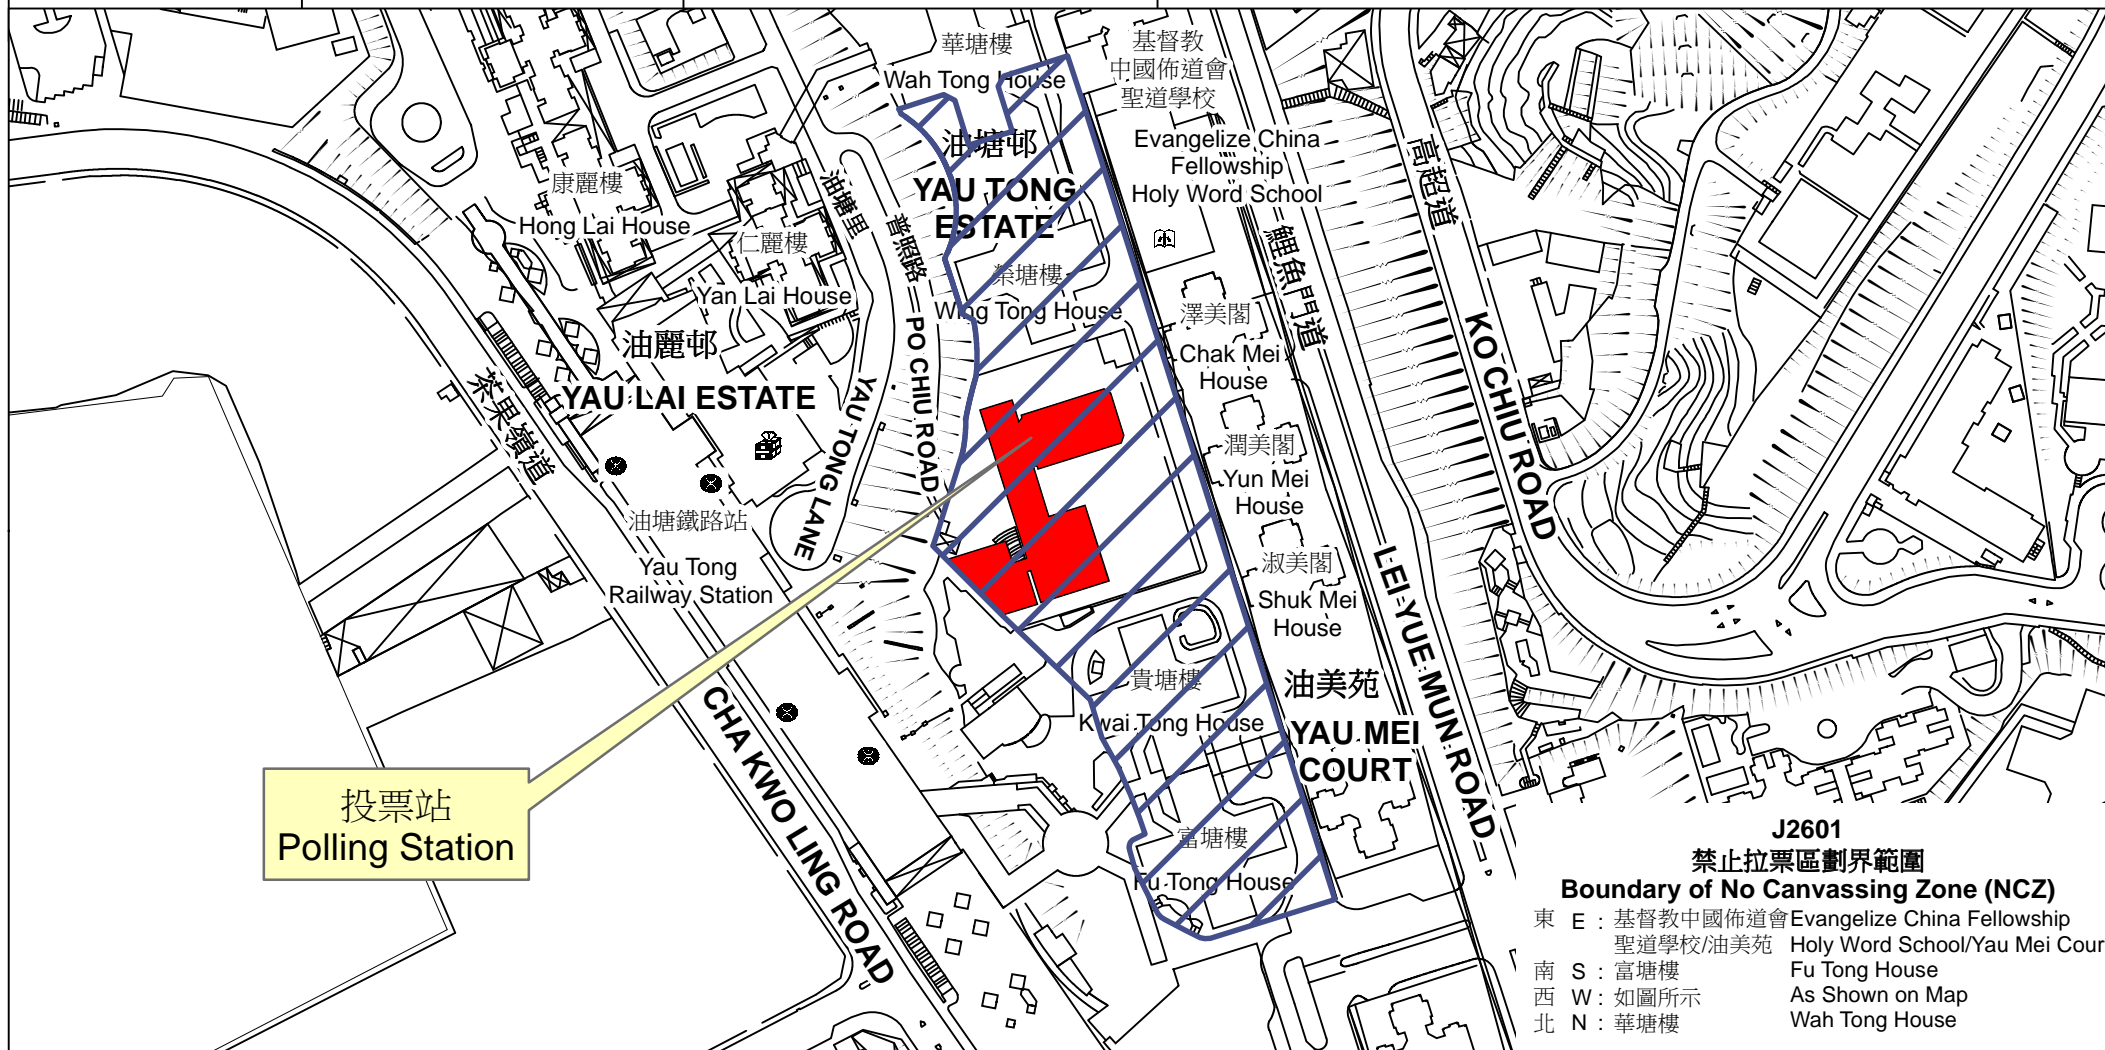 華塘樓
Wah Tong House
基督教
中國佈道會
聖道學校
Evangelize China
Fellowship
Holy Word School
油塘邨
YAU TONG
ESTATE
康麗樓
Hong Lai House
仁麗樓
Yan Lai House
油塘里
YAU TONG LANE
普照路
PO CHIU ROAD
高超道
KO CHIU ROAD
鯉魚門道
LEI YUE MUN ROAD
榮塘樓
Wing Tong House
油麗邨
YAU LAI ESTATE
澤美閣
Chak Mei
House
潤美閣
Yun Mei
House
淑美閣
Shuk Mei
House
茶果嶺道
CHA KWO LING ROAD
油塘鐵路站
Yau Tong
Railway Station
貴塘樓
Kwai Tong House
油美苑
YAU MEI
COURT
富塘樓
Fu Tong House
投票站
Polling Station
J2601
禁止拉票區劃界範圍
Boundary of No Canvassing Zone (NCZ)
東 E : 基督教中國佈道會 Evangelize China Fellowship
聖道學校/油美苑 Holy Word School/Yau Mei Cour
南 S : 富塘樓 Fu Tong House
西 W : 如圖所示 As Shown on Map
北 N : 華塘樓 Wah Tong House